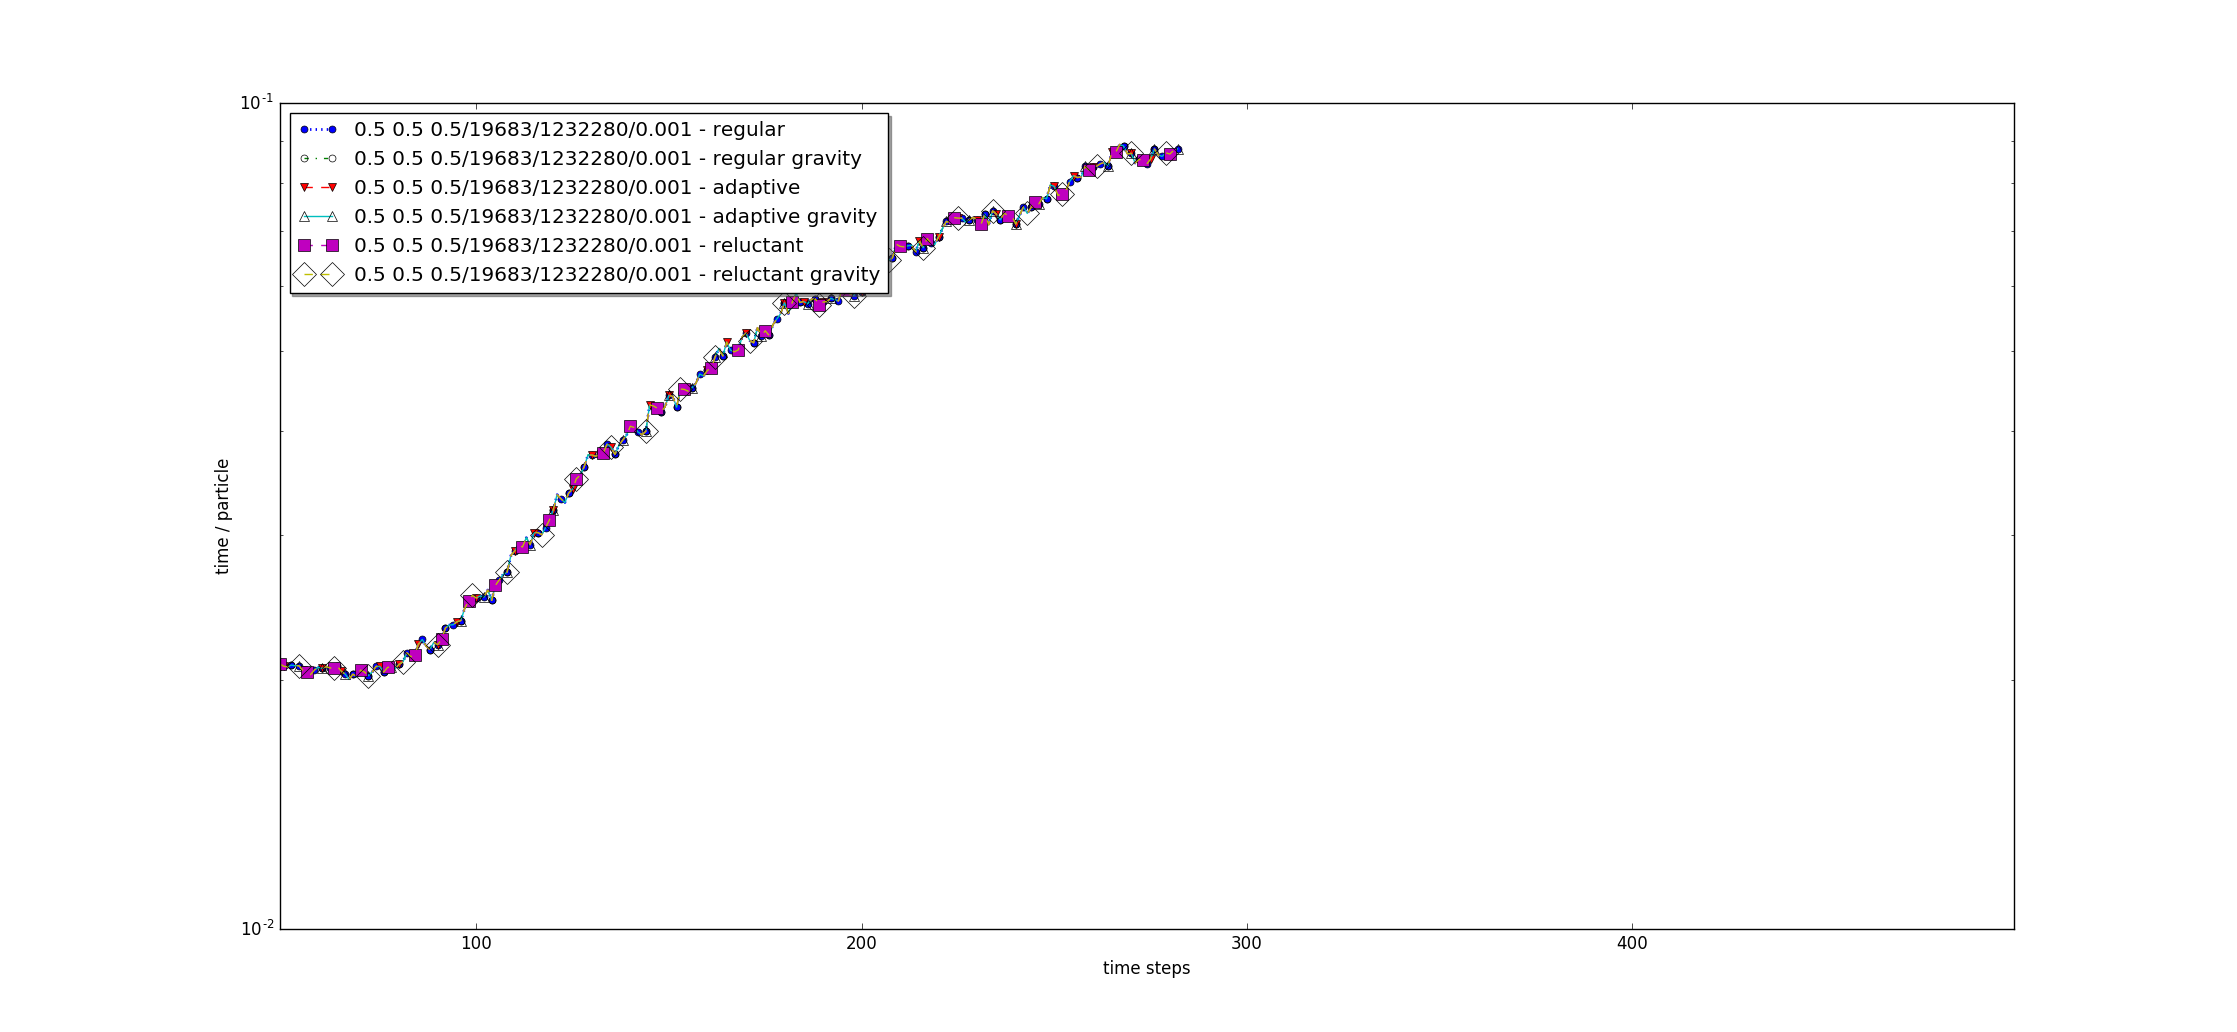 10^-1
0.5 0.5 0.5/19683/1232280/0.001 - regular
0.5 0.5 0.5/19683/1232280/0.001 - regular gravity
0.5 0.5 0.5/19683/1232280/0.001 - adaptive
0.5 0.5 0.5/19683/1232280/0.001 - adaptive gravity
0.5 0.5 0.5/19683/1232280/0.001 - reluctant
0.5 0.5 0.5/19683/1232280/0.001 - reluctant gravity
time / particle
10^-2
100 200 300 400
time steps